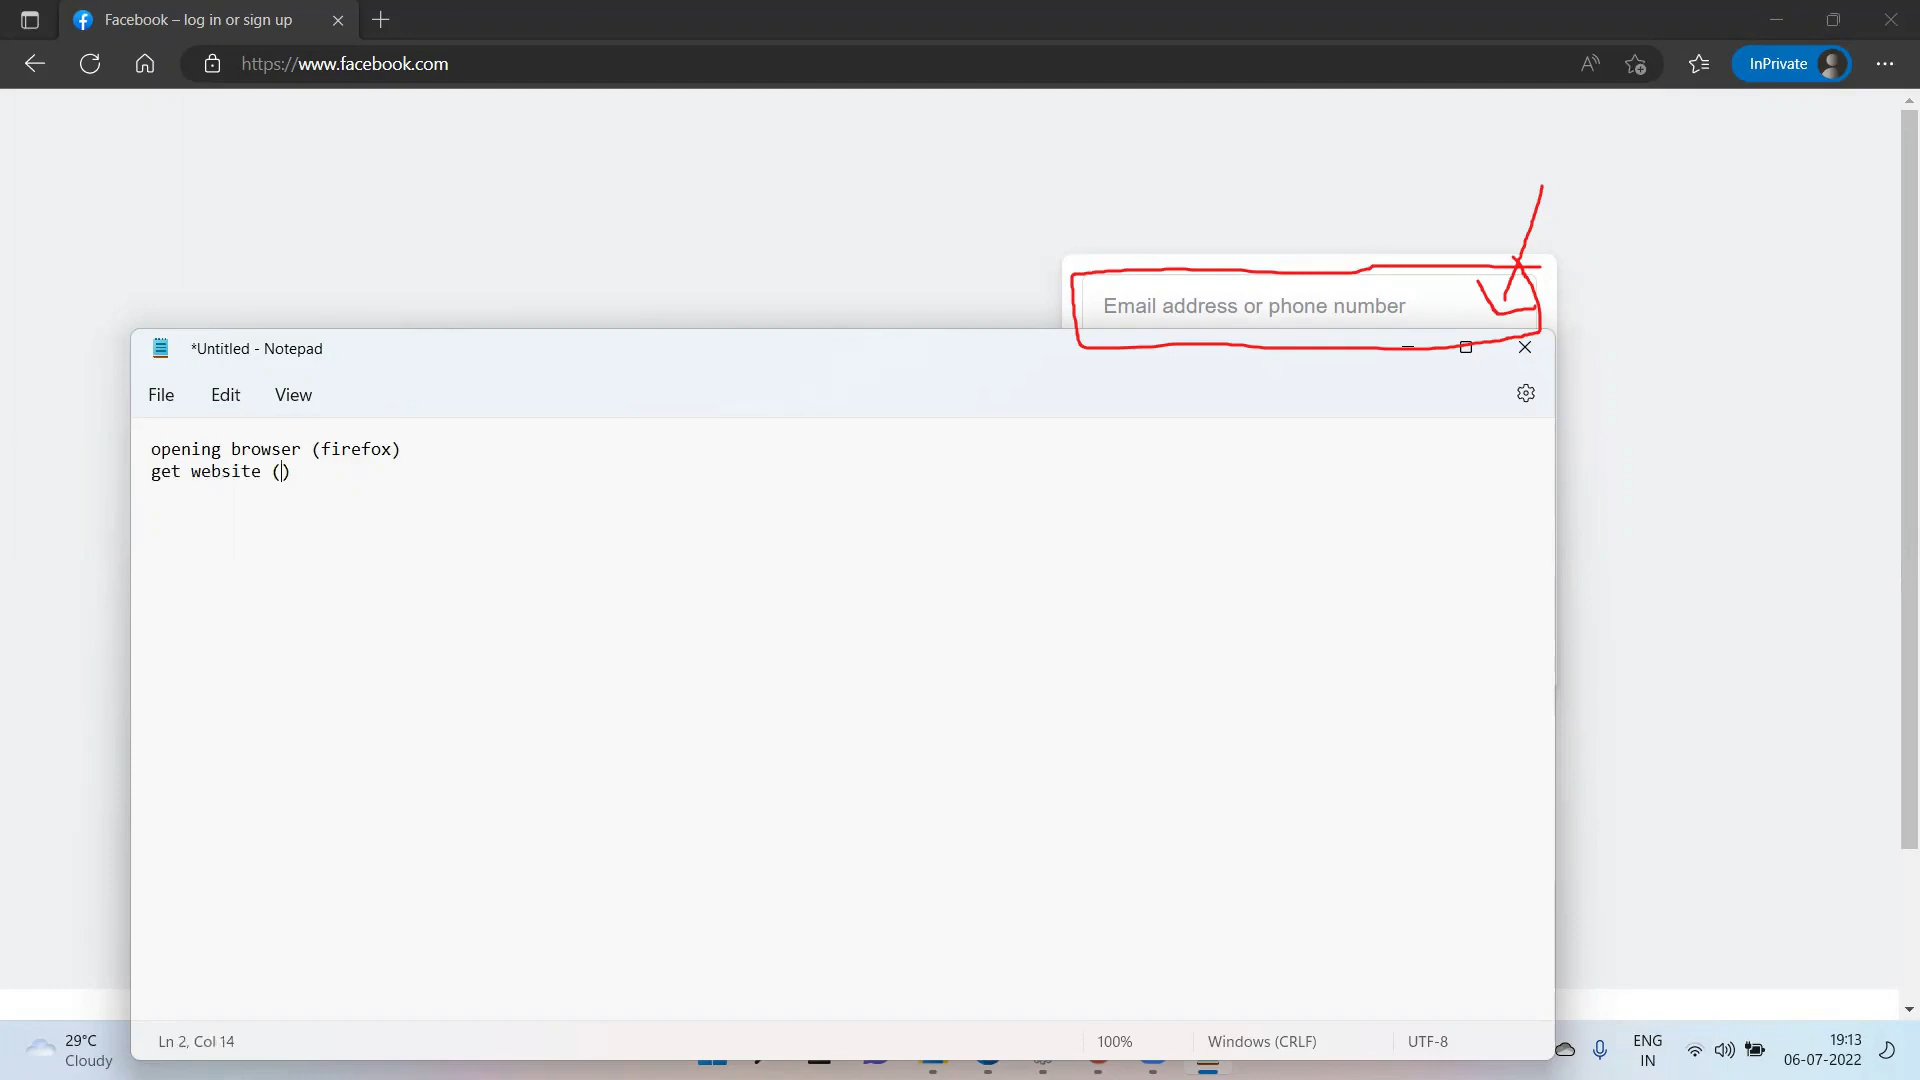 Facebook – log in or sign up
https://www.facebook.com
InPrivate
Email address or phone number
*Untitled - Notepad
File Edit View
opening browser (firefox)
get website ()
Ln 2, Col 14
100%
Windows (CRLF)
UTF-8
29°C
Cloudy
ENG
IN
19:13
06-07-2022